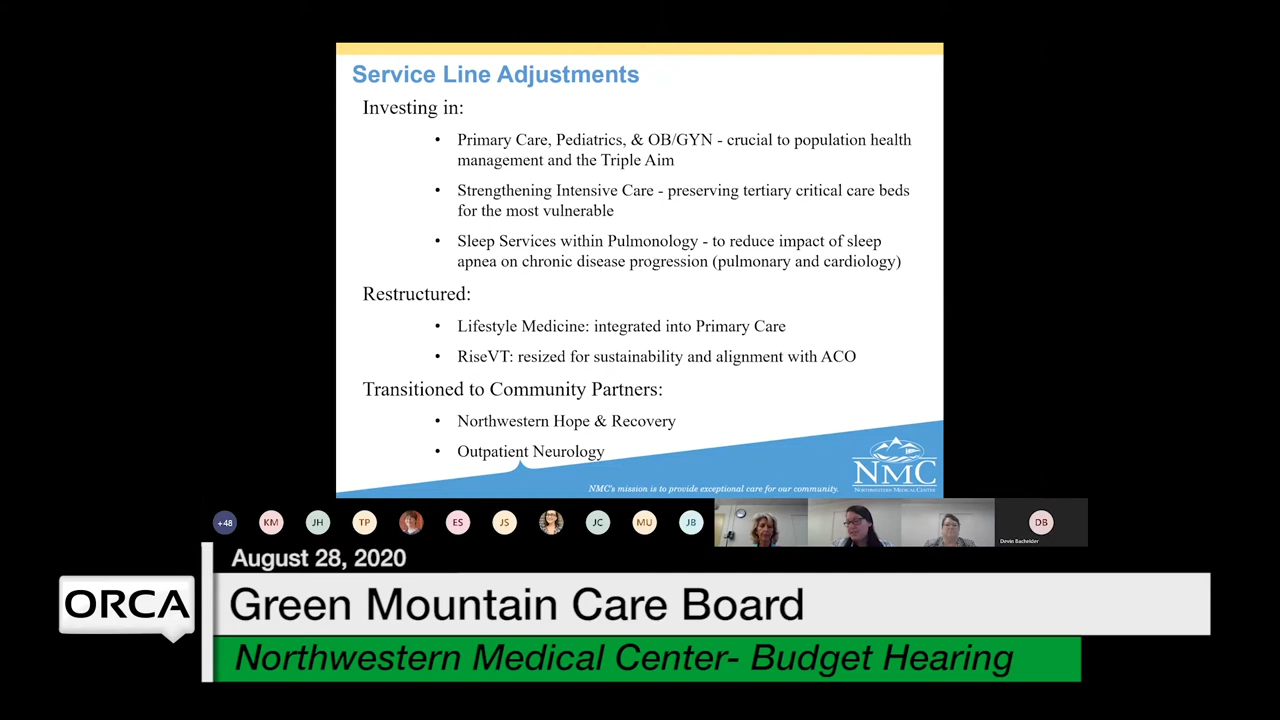 Service Line Adjustments
Investing in:
• Primary Care, Pediatrics, & OB/GYN - crucial to population health
management and the Triple Aim
• Strengthening Intensive Care - preserving tertiary critical care beds
for the most vulnerable
• Sleep Services within Pulmonology - to reduce impact of sleep
apnea on chronic disease progression (pulmonary and cardiology)
Restructured:
• Lifestyle Medicine: integrated into Primary Care
• RiseVT: resized for sustainability and alignment with ACO
Transitioned to Community Partners:
• Northwestern Hope & Recovery
• Outpatient Neurology
NMC
NORTHWESTERN MEDICAL CENTER
NMC's mission is to provide exceptional care for our community.
+48 KM JH TP ES JS JC MU JB DB
Devin Bachelder
August 28, 2020
ORCA
Green Mountain Care Board
Northwestern Medical Center- Budget Hearing